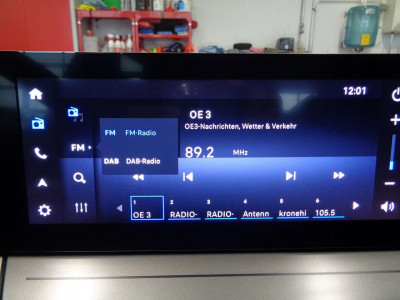 12:01
OE 3
OE3-Nachrichten, Wetter & Verkehr
FM FM-Radio
FM
DAB DAB-Radio
89.2 MHz
1 2 3 4 5 6
OE 3 RADIO- RADIO- Antenn kronehi 105.5